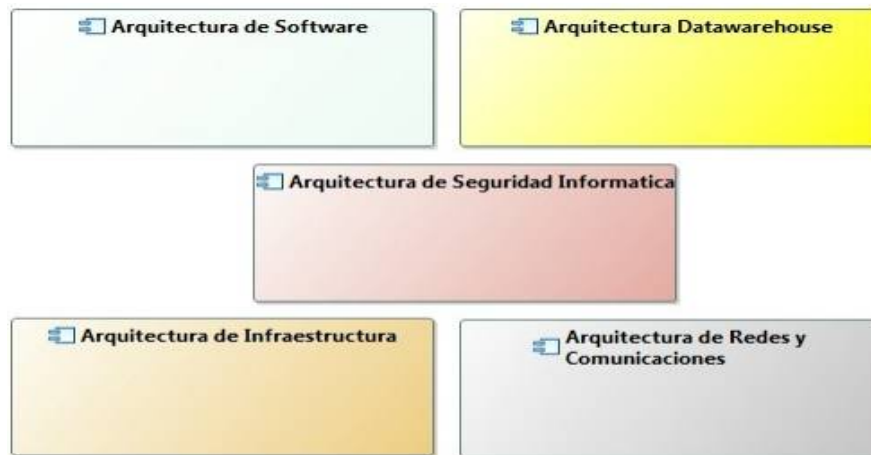 Arquitectura de Software
Arquitectura Datawarehouse
Arquitectura de Seguridad Informatica
Arquitectura de Infraestructura
Arquitectura de Redes y
Comunicaciones